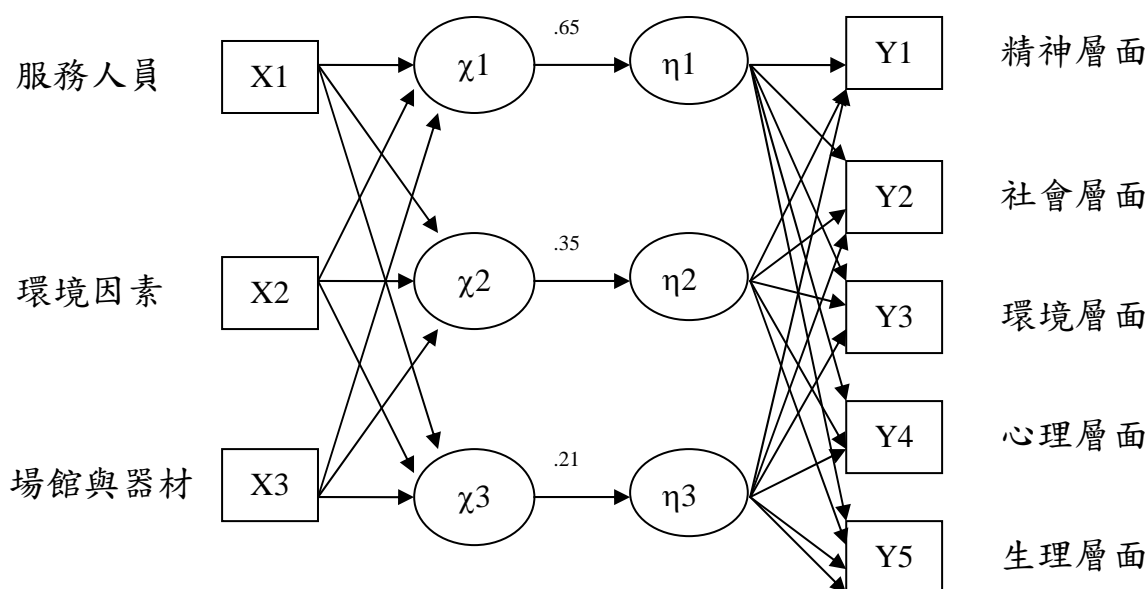 .65
服務人員 X1 χ1 η1 Y1 精神層面
Y2 社會層面
.35
環境因素 X2 χ2 η2
Y3 環境層面
Y4 心理層面
.21
場館與器材 X3 χ3 η3
Y5 生理層面